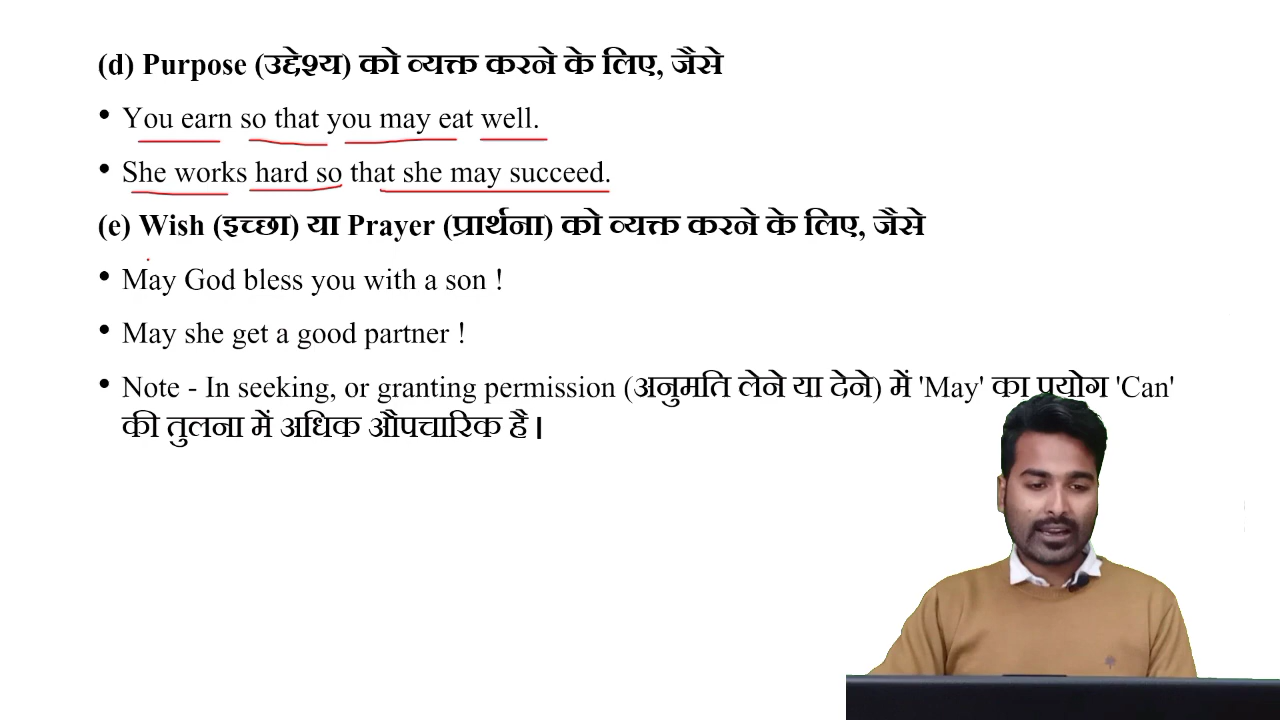 (d) Purpose (उद्देश्य) को व्यक्त करने के लिए, जैसे
• You earn so that you may eat well.
• She works hard so that she may succeed.
(e) Wish (इच्छा) या Prayer (प्रार्थना) को व्यक्त करने के लिए, जैसे
• May God bless you with a son !
• May she get a good partner !
• Note - In seeking, or granting permission (अनुमति लेने या देने) में 'May' का प्रयोग 'Can'
की तुलना में अधिक औपचारिक है।